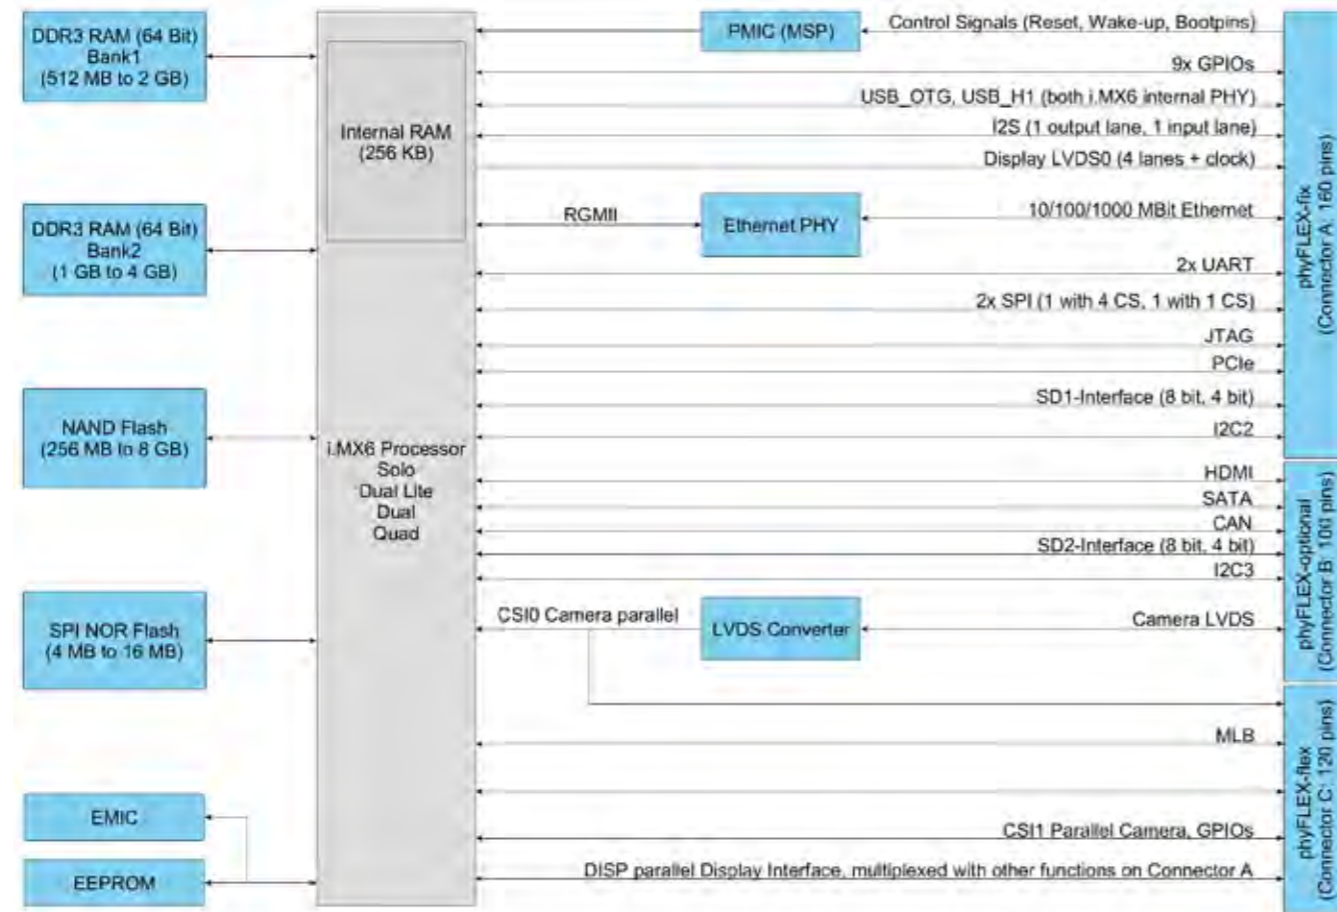 DDR3 RAM (64 Bit)
Bank1
(512 MB to 2 GB)
DDR3 RAM (64 Bit)
Bank2
(1 GB to 4 GB)
NAND Flash
(256 MB to 8 GB)
SPI NOR Flash
(4 MB to 16 MB)
EMIC
EEPROM
Internal RAM
(256 KB)
i.MX6 Processor
Solo
Dual Lite
Dual
Quad
PMIC (MSP)
Control Signals (Reset, Wake-up, Bootpins)
9x GPIOs
USB_OTG, USB_H1 (both i.MX6 internal PHY)
I2S (1 output lane, 1 input lane)
Display LVDS0 (4 lanes + clock)
RGMII
Ethernet PHY
10/100/1000 MBit Ethernet
2x UART
2x SPI (1 with 4 CS, 1 with 1 CS)
JTAG
PCIe
SD1-Interface (8 bit, 4 bit)
I2C2
HDMI
SATA
CAN
SD2-Interface (8 bit, 4 bit)
I2C3
CSI0 Camera parallel
LVDS Converter
Camera LVDS
MLB
CSI1 Parallel Camera, GPIOs
DISP parallel Display Interface, multiplexed with other functions on Connector A
phyFLEX-fix
(Connector A: 160 pins)
phyFLEX-optional
(Connector B: 100 pins)
phyFLEX-flex
(Connector C: 120 pins)